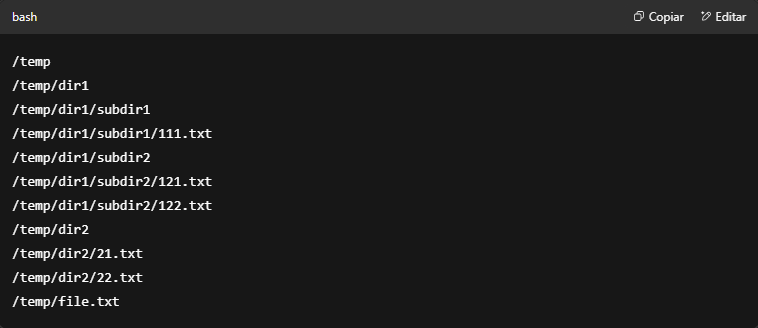 bash Copiar Editar
/temp
/temp/dir1
/temp/dir1/subdir1
/temp/dir1/subdir1/111.txt
/temp/dir1/subdir2
/temp/dir1/subdir2/121.txt
/temp/dir1/subdir2/122.txt
/temp/dir2
/temp/dir2/21.txt
/temp/dir2/22.txt
/temp/file.txt